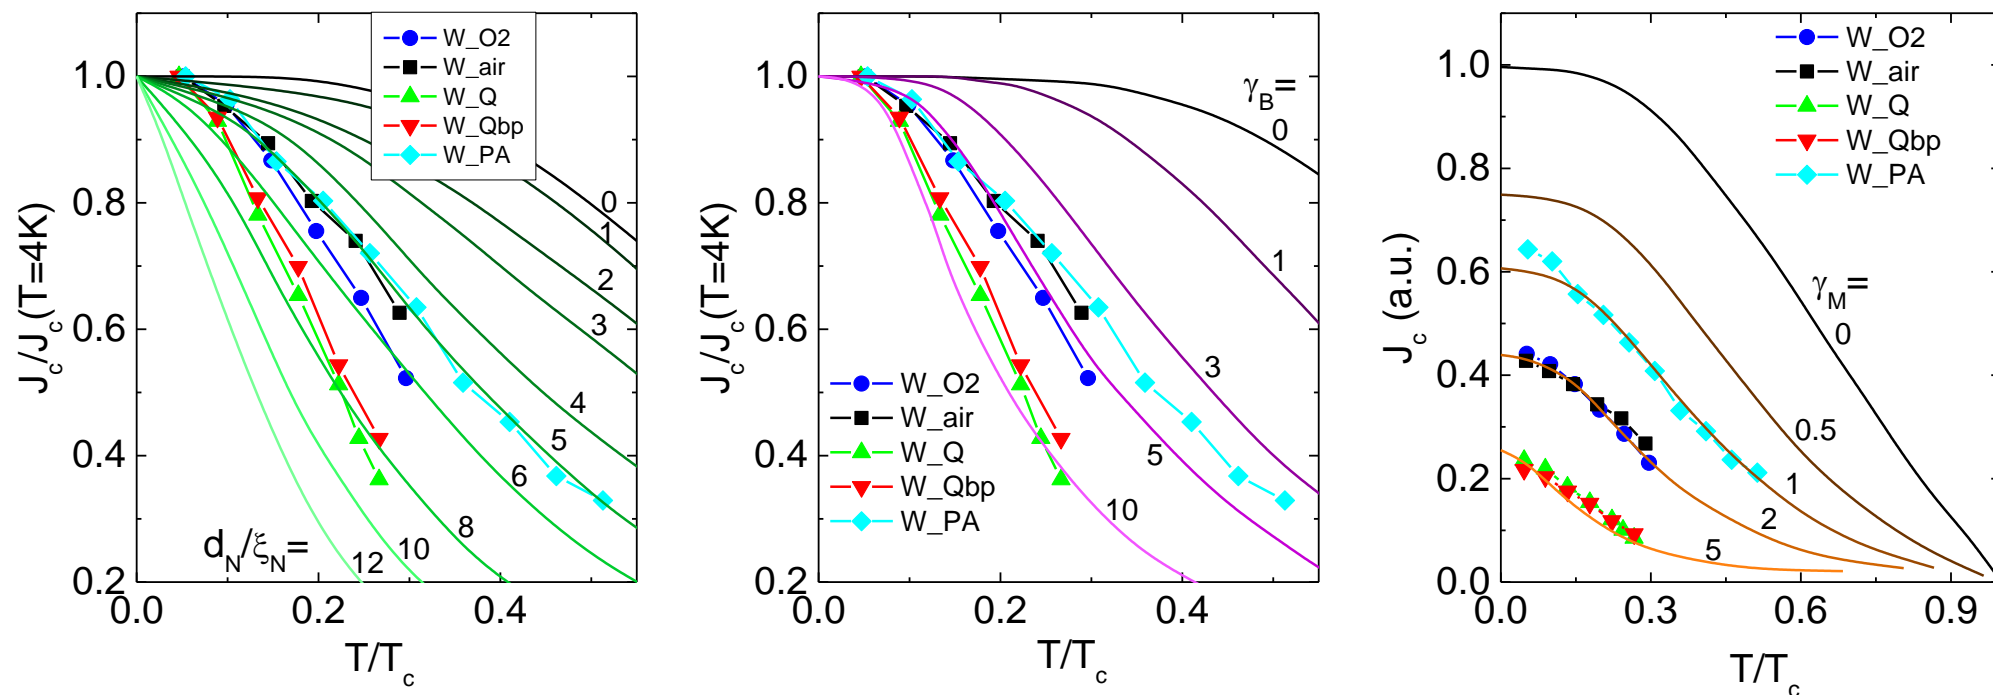 J_c/J_c(T=4K)
1.0
0.8
0.6
0.4
0.2
0.0
0.2
0.4
T/T_c
W_O2
W_air
W_Q
W_Qbp
W_PA
0
1
2
3
4
5
6
8
10
12
d_N/ξ_N=
J_c/J_c(T=4K)
1.0
0.8
0.6
0.4
0.2
0.0
0.2
0.4
T/T_c
γ_B=
0
1
3
5
10
W_O2
W_air
W_Q
W_Qbp
W_PA
J_c (a.u.)
1.0
0.8
0.6
0.4
0.2
0.0
0.0
0.3
0.6
0.9
T/T_c
W_O2
W_air
W_Q
W_Qbp
W_PA
γ_M=
0
0.5
1
2
5